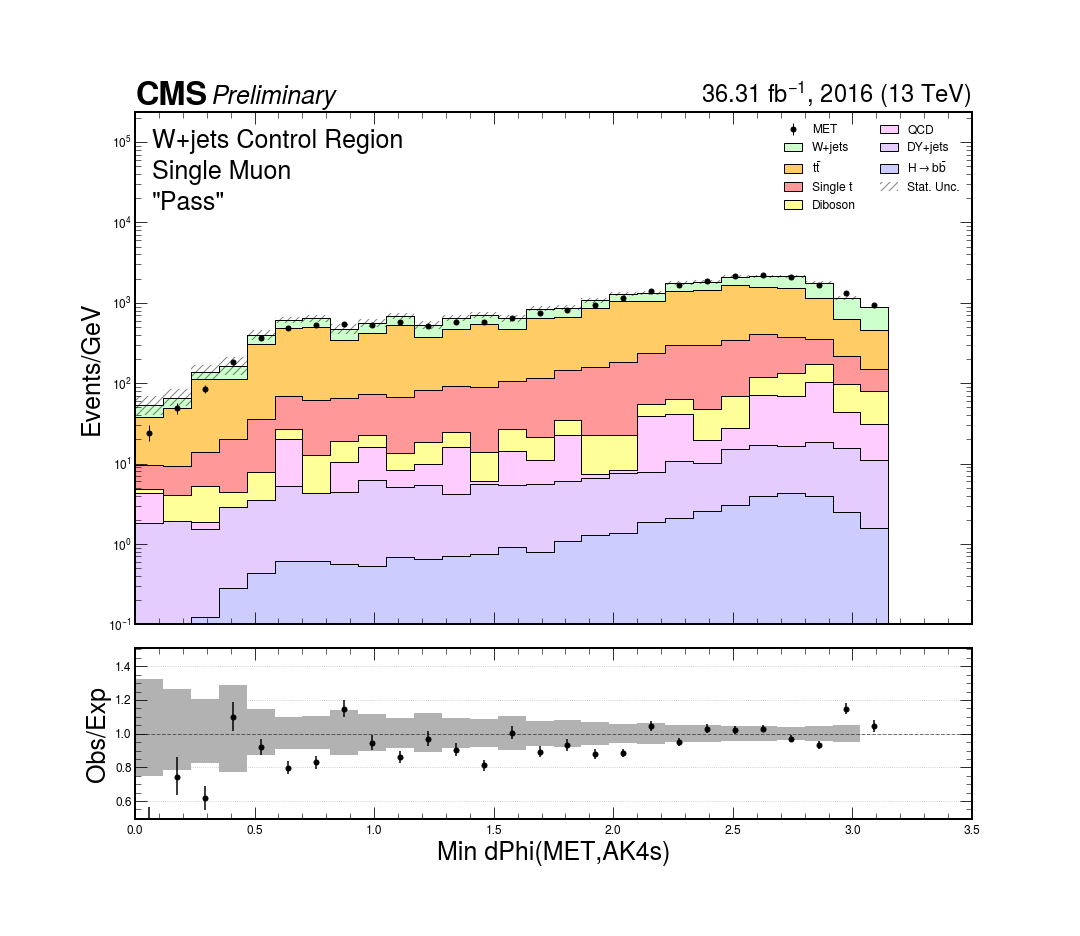 CMS Preliminary 36.31 fb⁻¹, 2016 (13 TeV)
W+jets Control Region
Single Muon
"Pass"
MET
W+jets
tt̄
Single t
Diboson
QCD
DY+jets
H→bb̄
Stat. Unc.
Events/GeV
10⁵
10⁴
10³
10²
10¹
10⁰
10⁻¹
Obs/Exp
1.4
1.2
1.0
0.8
0.6
0.0 0.5 1.0 1.5 2.0 2.5 3.0 3.5
Min dPhi(MET,AK4s)